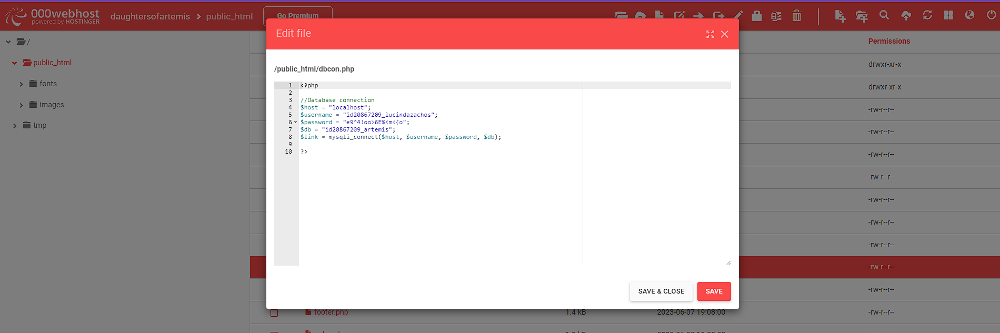 000webhost
powered by HOSTINGER
daughtersofartemis > public_html
Go Premium
/
public_html
fonts
images
tmp
Edit file
/public_html/dbcon.php
1 <?php
2
3 //Database connection
4 $host = "localhost";
5 $username = "id20867209_lucindazachos";
6 $password = "e9^4!oo>6E%<m<{o";
7 $db = "id20867209_artemis";
8 $link = mysqli_connect($host, $username, $password, $db);
9
10 ?>
SAVE & CLOSE
SAVE
Permissions
drwxr-xr-x
drwxr-xr-x
-rw-r--r--
-rw-r--r--
-rw-r--r--
-rw-r--r--
-rw-r--r--
-rw-r--r--
-rw-r--r--
-rw-r--r--
-rw-r--r--
footer.php 1.4 kB 2023-06-07 19:08:00 -rw-r--r--